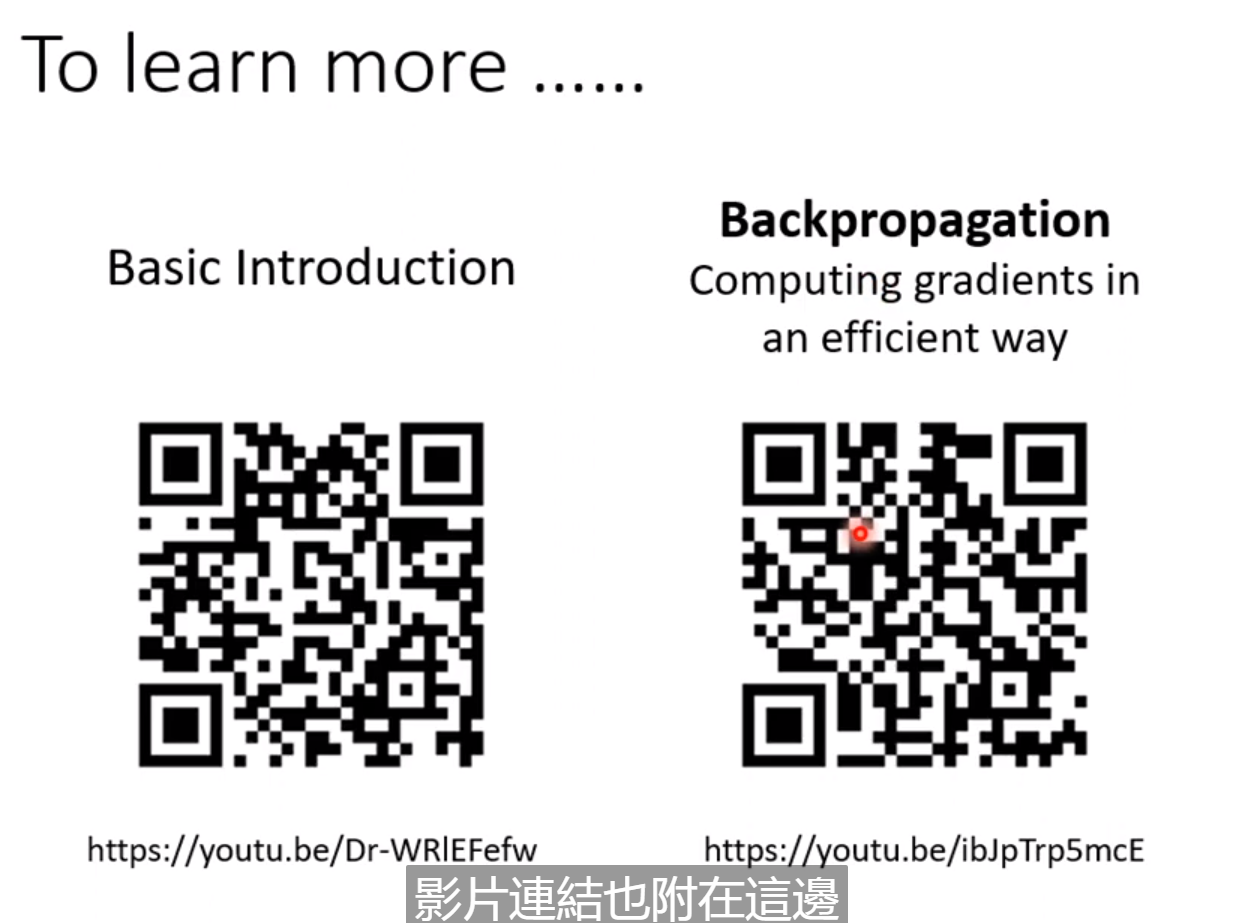 To learn more ......
Basic Introduction
Backpropagation
Computing gradients in
an efficient way
https://youtu.be/Dr-WRlEFefw
https://youtu.be/ibJpTrp5mcE
影片連結也附在這邊